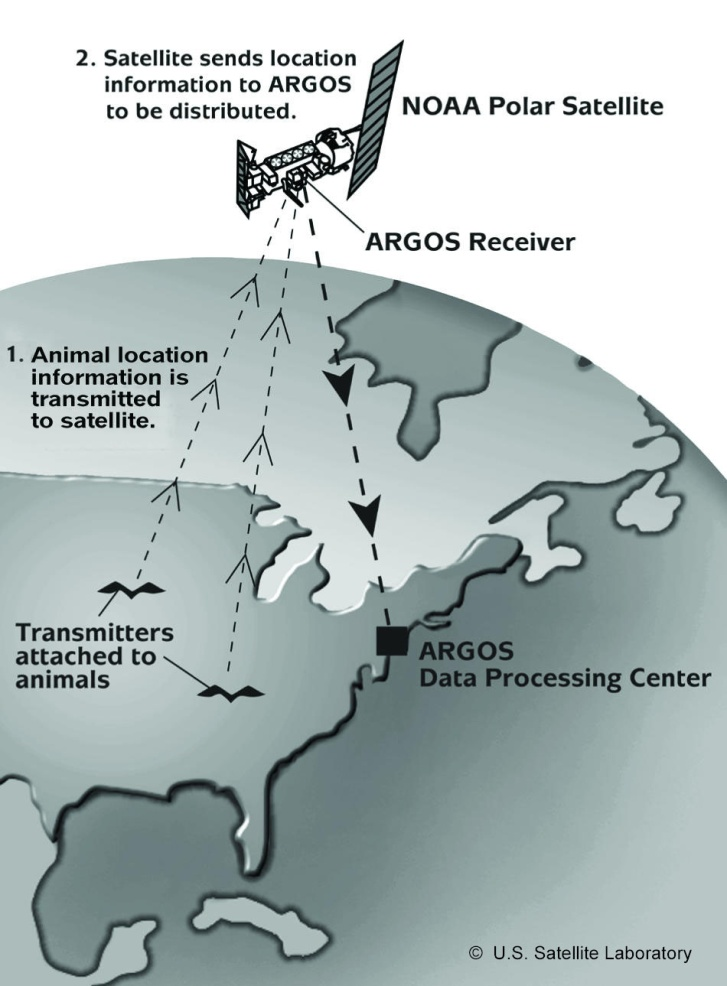 2. Satellite sends location
information to ARGOS
to be distributed.
NOAA Polar Satellite
ARGOS Receiver
1. Animal location
information is
transmitted
to satellite.
Transmitters
attached to
animals
ARGOS
Data Processing Center
© U.S. Satellite Laboratory